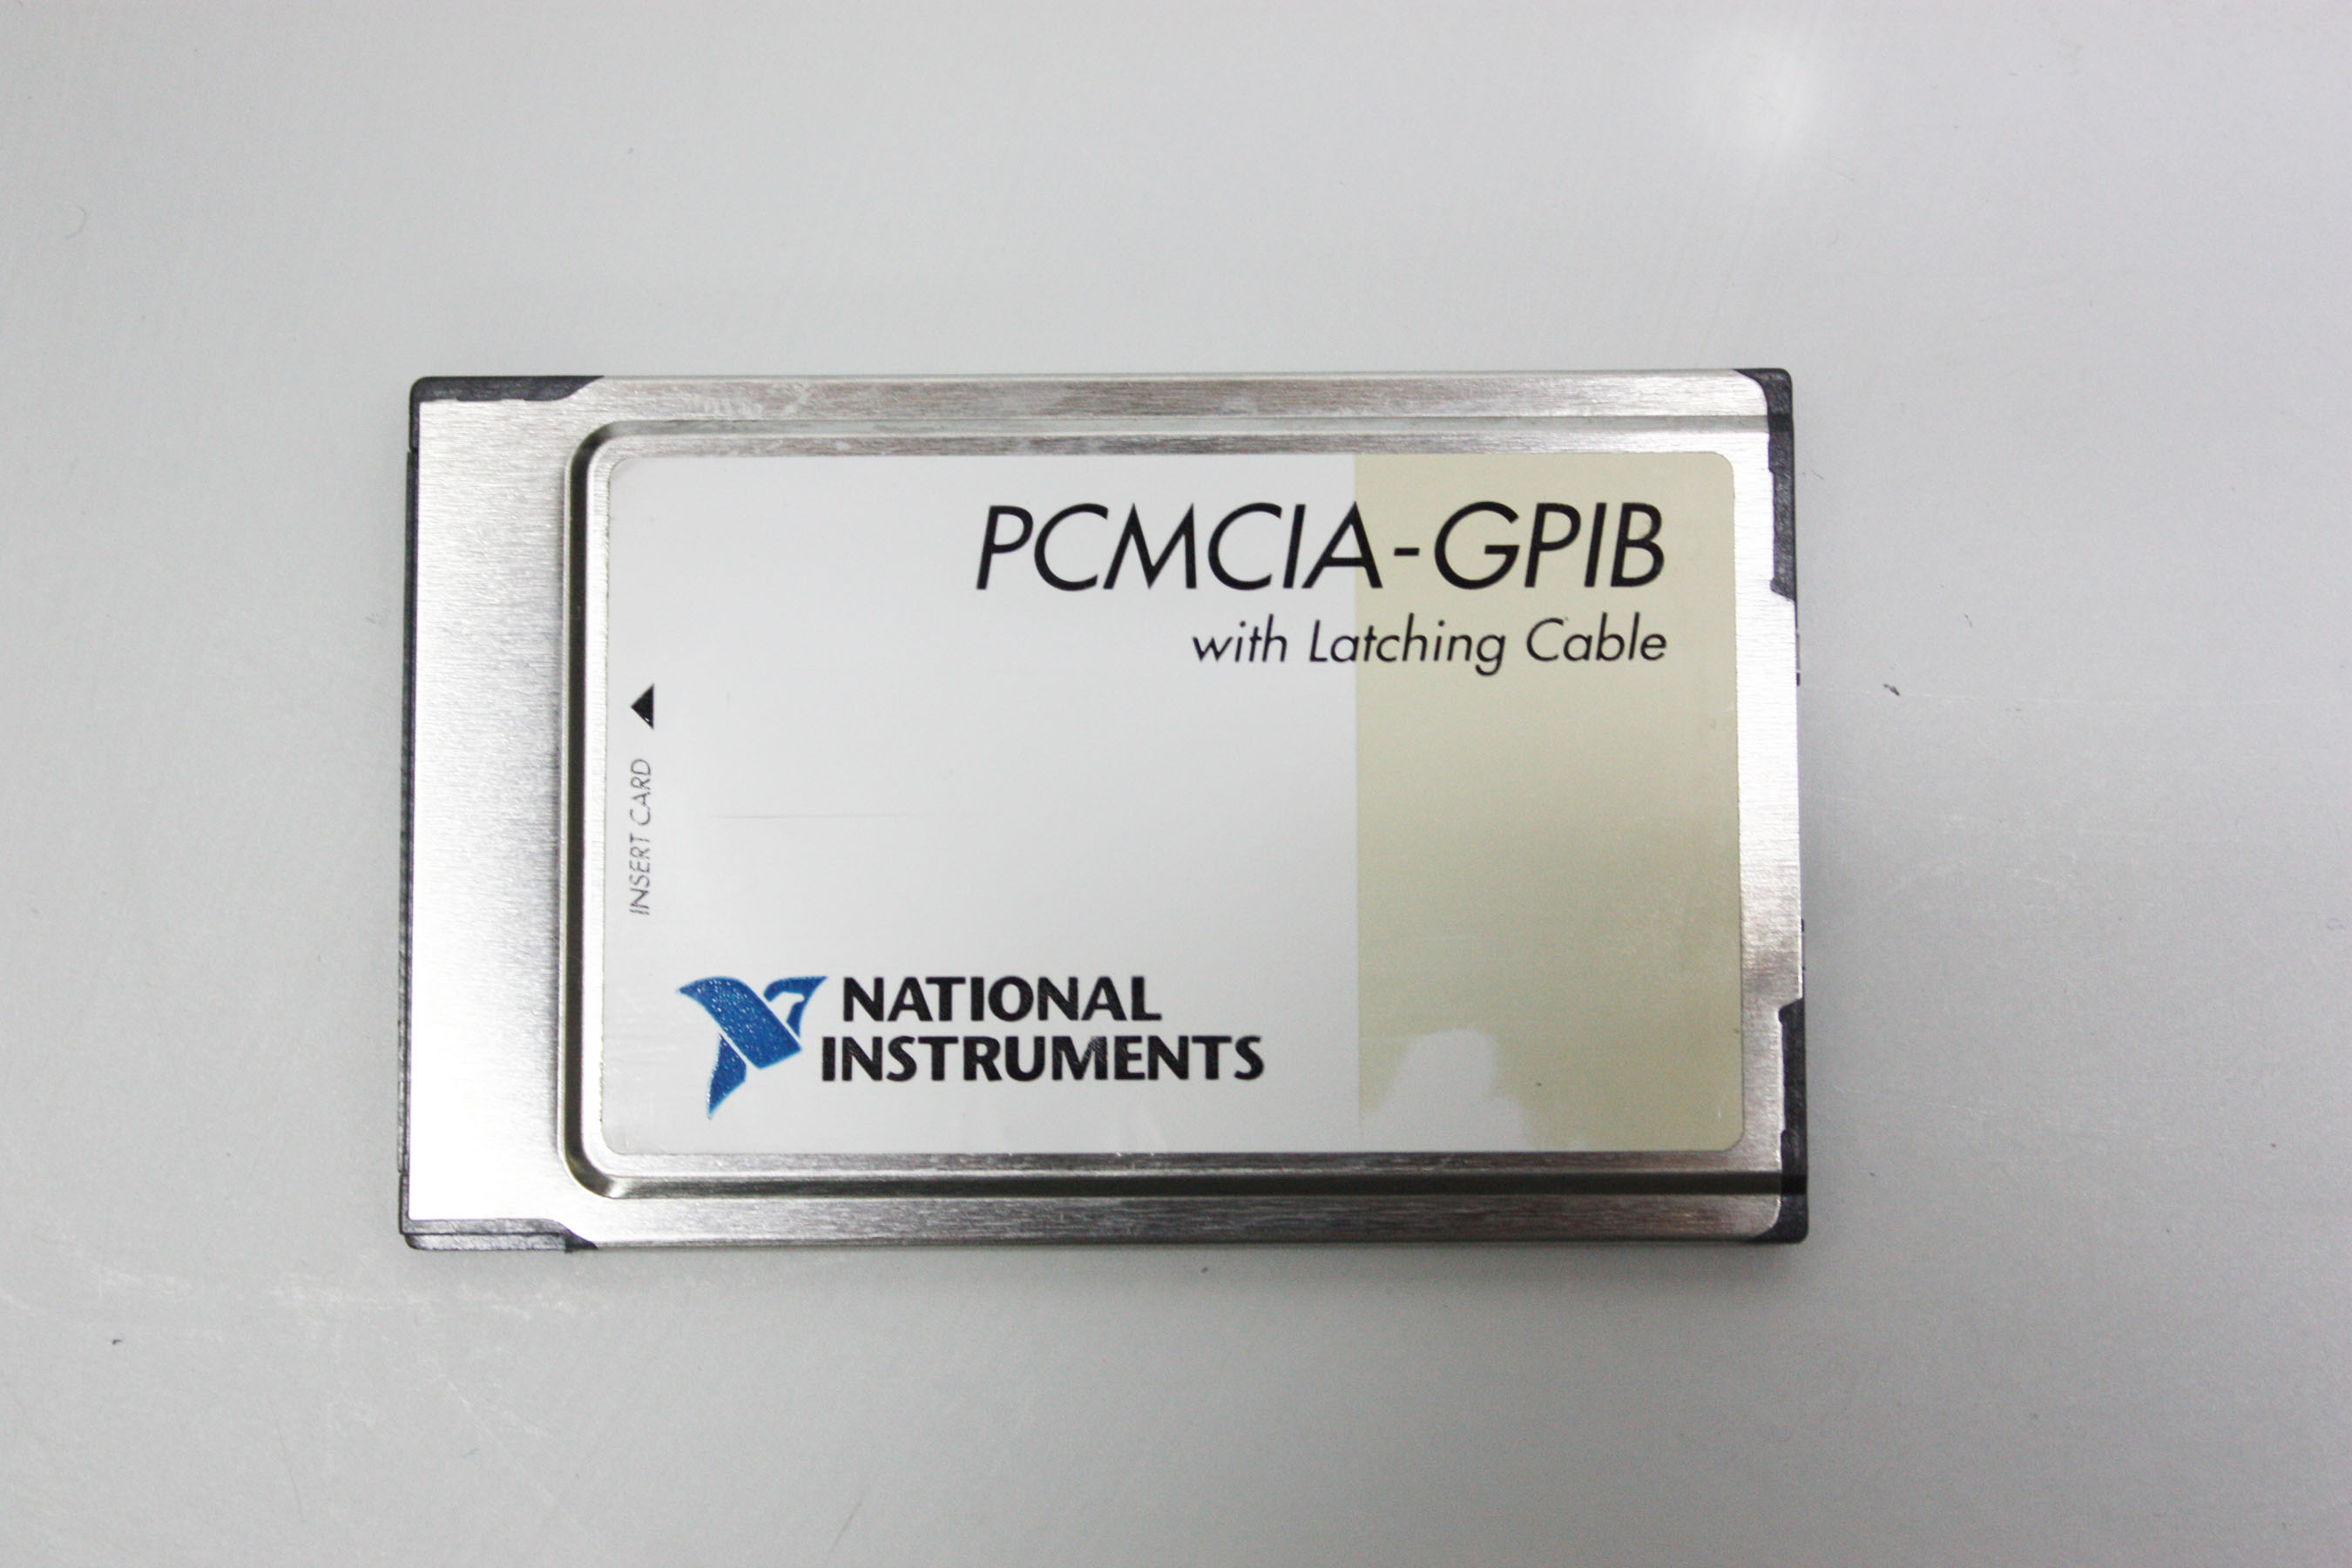 PCMCIA-GPIB
with Latching Cable
INSERT CARD
NATIONAL
INSTRUMENTS